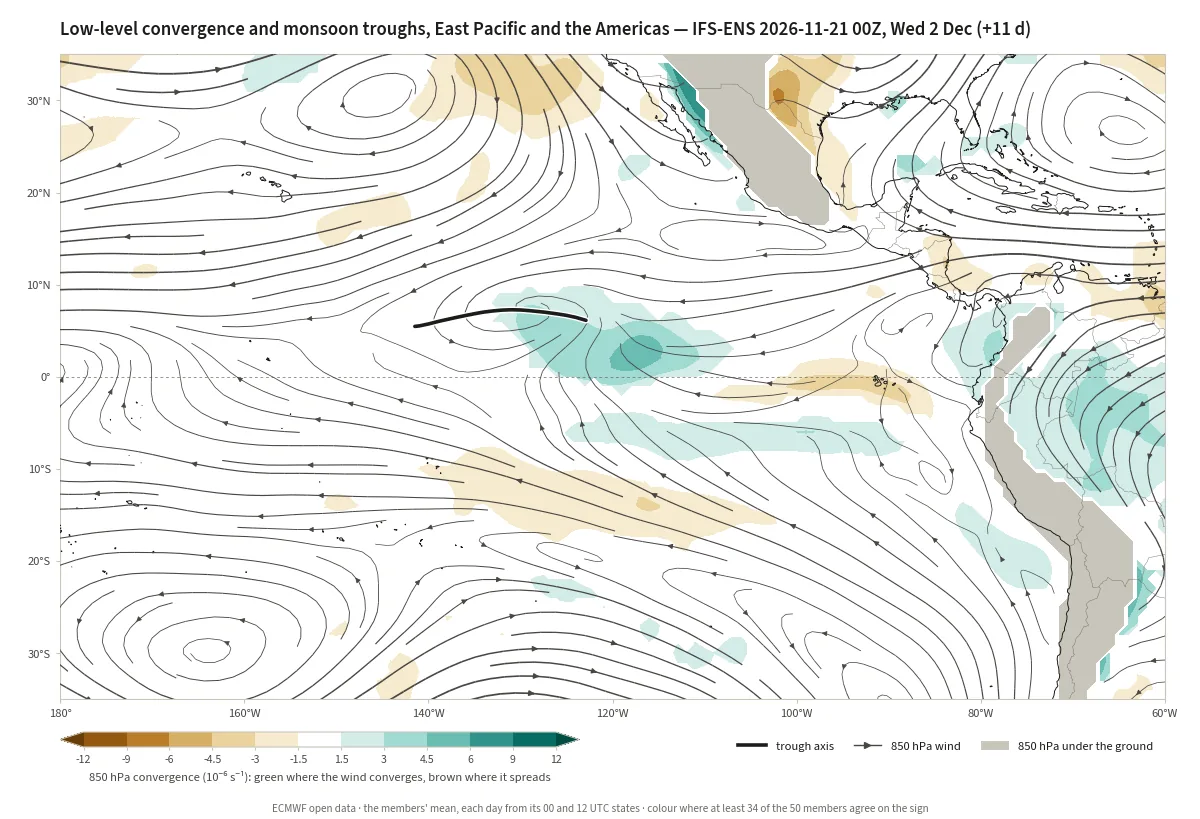 Low-level convergence and monsoon troughs, East Pacific and the Americas — IFS-ENS 2026-11-21 00Z, Wed 2 Dec (+11 d)
30°N
20°N
10°N
0°
10°S
20°S
30°S
180° 160°W 140°W 120°W 100°W 80°W 60°W
-12 -9 -6 -4.5 -3 -1.5 1.5 3 4.5 6 9 12
850 hPa convergence (10⁻⁶ s⁻¹): green where the wind converges, brown where it spreads
trough axis 850 hPa wind 850 hPa under the ground
ECMWF open data · the members' mean, each day from its 00 and 12 UTC states · colour where at least 34 of the 50 members agree on the sign